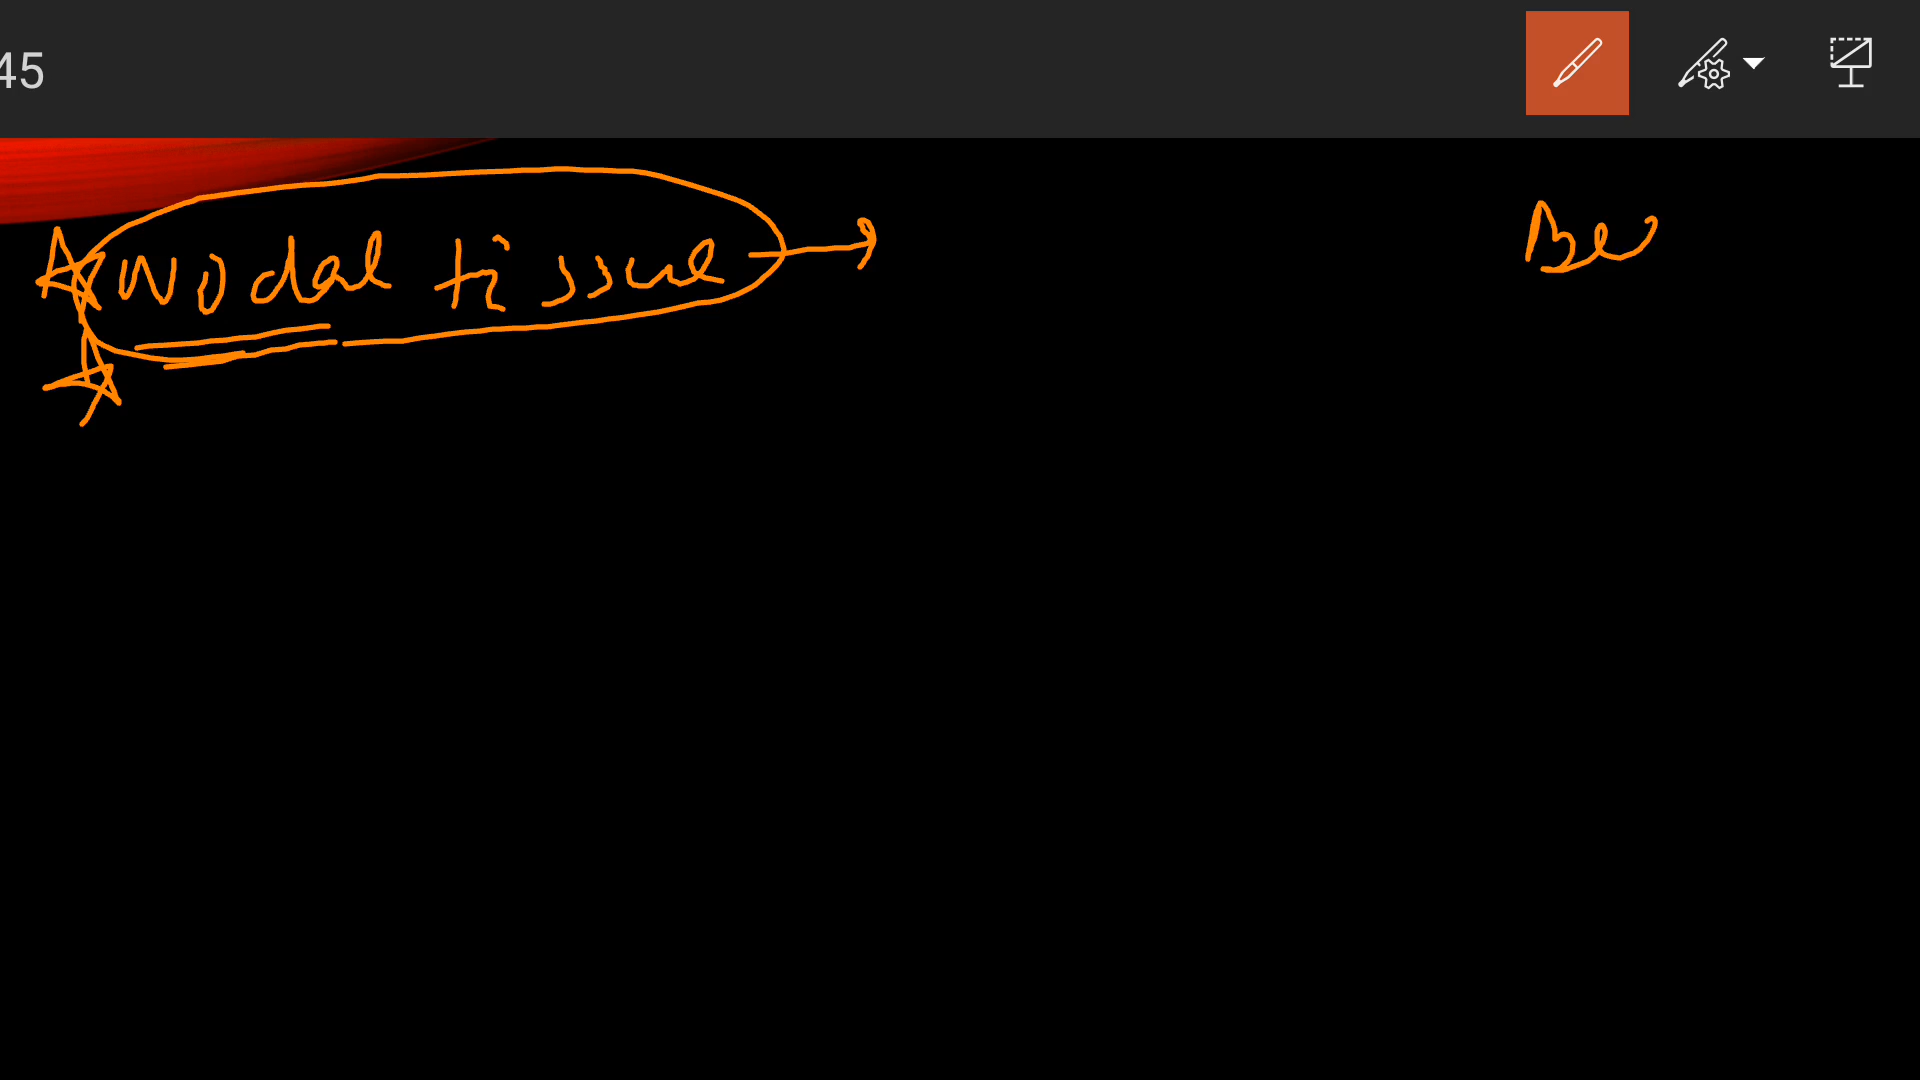 45
☆ Nodal tissue → Be
☆